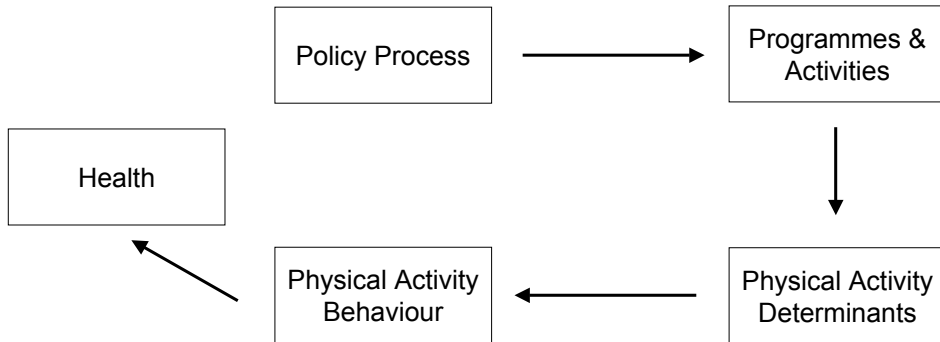 Policy Process
Programmes &
Activities
Health
Physical Activity
Behaviour
Physical Activity
Determinants